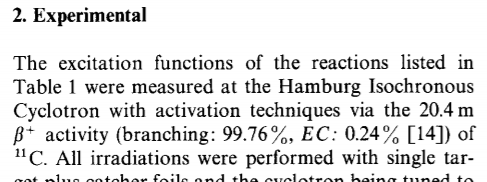 2. Experimental
The excitation functions of the reactions listed in
Table 1 were measured at the Hamburg Isochronous
Cyclotron with activation techniques via the 20.4 m
β⁺ activity (branching: 99.76%, EC: 0.24% [14]) of
¹¹C. All irradiations were performed with single tar-
get plus catcher foils and the cyclotron being tuned to